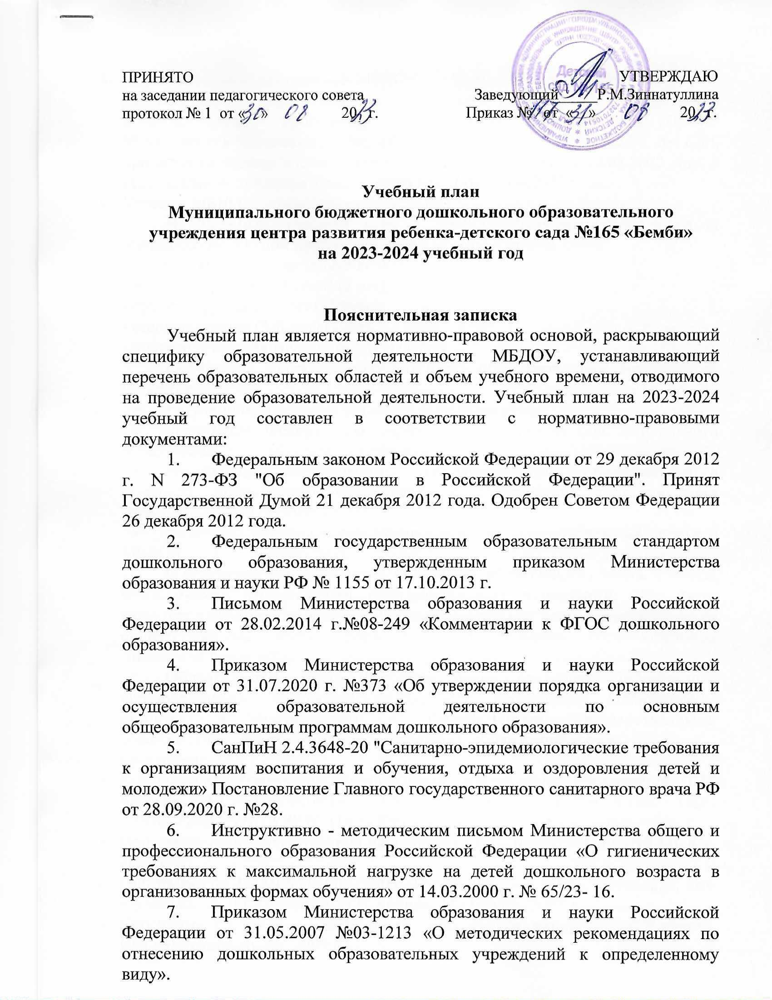 ПРИНЯТО УТВЕРЖДАЮ
на заседании педагогического совета Заведующий Р.М.Зиннатуллина
протокол № 1 от «30» 08 2023 г. Приказ № 117 от «31» 08 2023 г.
Детский
сад № 165
Учебный план
Муниципального бюджетного дошкольного образовательного
учреждения центра развития ребенка-детского сада №165 «Бемби»
на 2023-2024 учебный год
Пояснительная записка
Учебный план является нормативно-правовой основой, раскрывающий
специфику образовательной деятельности МБДОУ, устанавливающий
перечень образовательных областей и объем учебного времени, отводимого
на проведение образовательной деятельности. Учебный план на 2023-2024
учебный год составлен в соответствии с нормативно-правовыми
документами:
1. Федеральным законом Российской Федерации от 29 декабря 2012
г. N 273-ФЗ "Об образовании в Российской Федерации". Принят
Государственной Думой 21 декабря 2012 года. Одобрен Советом Федерации
26 декабря 2012 года.
2. Федеральным государственным образовательным стандартом
дошкольного образования, утвержденным приказом Министерства
образования и науки РФ № 1155 от 17.10.2013 г.
3. Письмом Министерства образования и науки Российской
Федерации от 28.02.2014 г.№08-249 «Комментарии к ФГОС дошкольного
образования».
4. Приказом Министерства образования и науки Российской
Федерации от 31.07.2020 г. №373 «Об утверждении порядка организации и
осуществления образовательной деятельности по основным
общеобразовательным программам дошкольного образования».
5. СанПиН 2.4.3648-20 "Санитарно-эпидемиологические требования
к организациям воспитания и обучения, отдыха и оздоровления детей и
молодежи» Постановление Главного государственного санитарного врача РФ
от 28.09.2020 г. №28.
6. Инструктивно - методическим письмом Министерства общего и
профессионального образования Российской Федерации «О гигиенических
требованиях к максимальной нагрузке на детей дошкольного возраста в
организованных формах обучения» от 14.03.2000 г. № 65/23- 16.
7. Приказом Министерства образования и науки Российской
Федерации от 31.05.2007 №03-1213 «О методических рекомендациях по
отнесению дошкольных образовательных учреждений к определенному
виду».